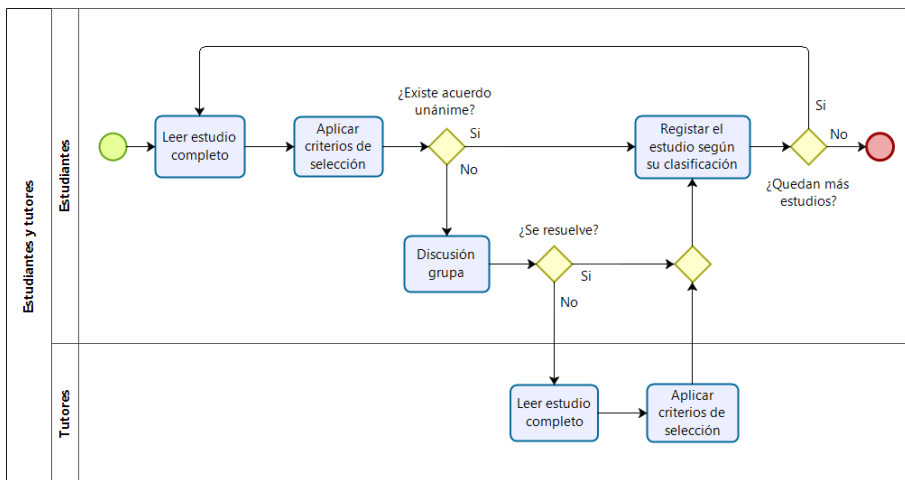 Estudiantes y tutores
Estudiantes
Leer estudio
completo
Aplicar
criterios de
selección
¿Existe acuerdo
unánime?
Si
No
Discusión
grupa
¿Se resuelve?
Si
No
Registar el
estudio según
su clasificación
Si
No
¿Quedan más
estudios?
Tutores
Leer estudio
completo
Aplicar
criterios de
selección